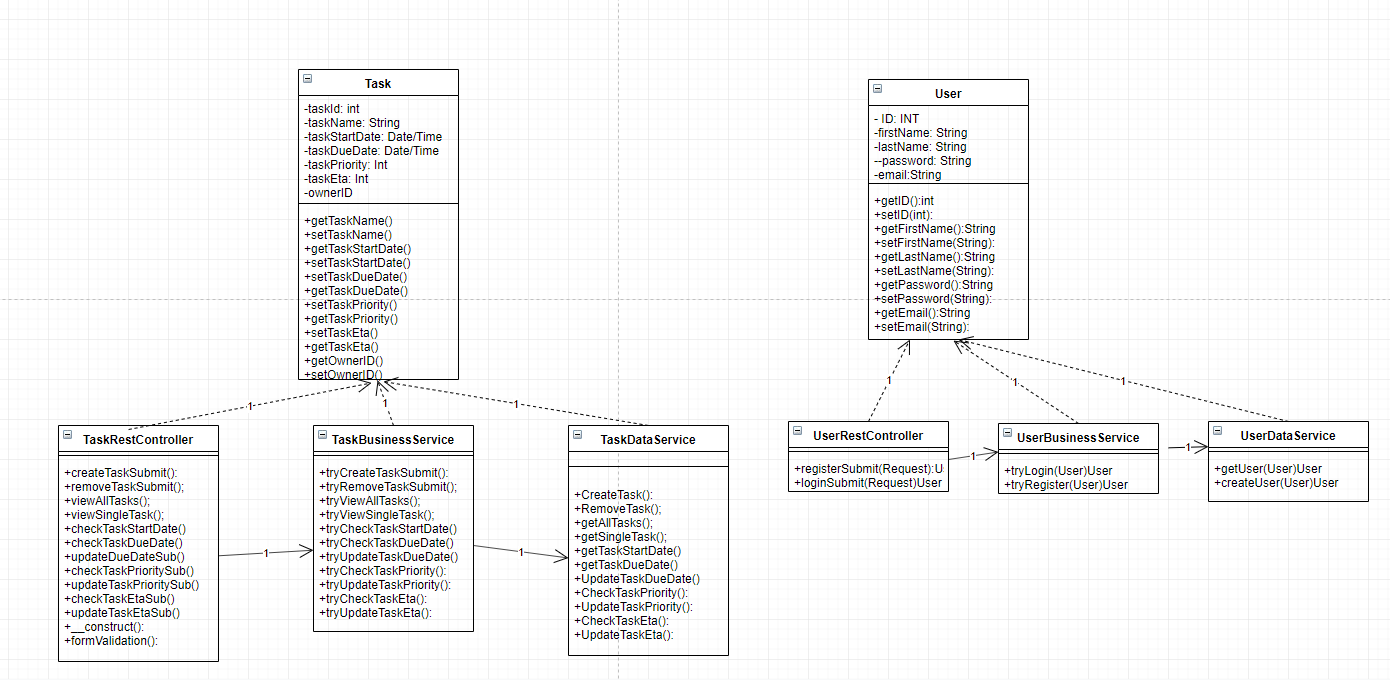 Task
-taskId: int
-taskName: String
-taskStartDate: Date/Time
-taskDueDate: Date/Time
-taskPriority: Int
-taskEta: Int
-ownerID
+getTaskName()
+setTaskName()
+getTaskStartDate()
+setTaskStartDate()
+setTaskDueDate()
+getTaskDueDate()
+setTaskPriority()
+getTaskPriority()
+setTaskEta()
+getTaskEta()
+getOwnerID()
+setOwnerID()
User
- ID: INT
-firstName: String
-lastName: String
--password: String
-email:String
+getID():int
+setID(int):
+getFirstName():String
+setFirstName(String):
+getLastName():String
+setLastName(String):
+getPassword():String
+setPassword(String):
+getEmail():String
+setEmail(String):
1
1
1
1
1
1
TaskRestController
+createTaskSubmit():
+removeTaskSubmit();
+viewAllTasks();
+viewSingleTask();
+checkTaskStartDate()
+checkTaskDueDate()
+updateDueDateSub()
+checkTaskPrioritySub()
+updateTaskPrioritySub()
+checkTaskEtaSub()
+updateTaskEtaSub()
+__construct():
+formValidation():
1
TaskBusinessService
+tryCreateTaskSubmit():
+tryRemoveTaskSubmit();
+tryViewAllTasks();
+tryViewSingleTask();
+tryCheckTaskStartDate()
+tryCheckTaskDueDate()
+tryUpdateTaskDueDate()
+tryCheckTaskPriority():
+tryUpdateTaskPriority():
+tryCheckTaskEta():
+tryUpdateTaskEta():
1
TaskDataService
+CreateTask():
+RemoveTask();
+getAllTasks();
+getSingleTask();
+getTaskStartDate()
+getTaskDueDate()
+UpdateTaskDueDate()
+CheckTaskPriority():
+UpdateTaskPriority():
+CheckTaskEta():
+UpdateTaskEta():
UserRestController
+registerSubmit(Request):U
+loginSubmit(Request)User
1
UserBusinessService
+tryLogin(User)User
+tryRegister(User)User
1
UserDataService
+getUser(User)User
+createUser(User)User